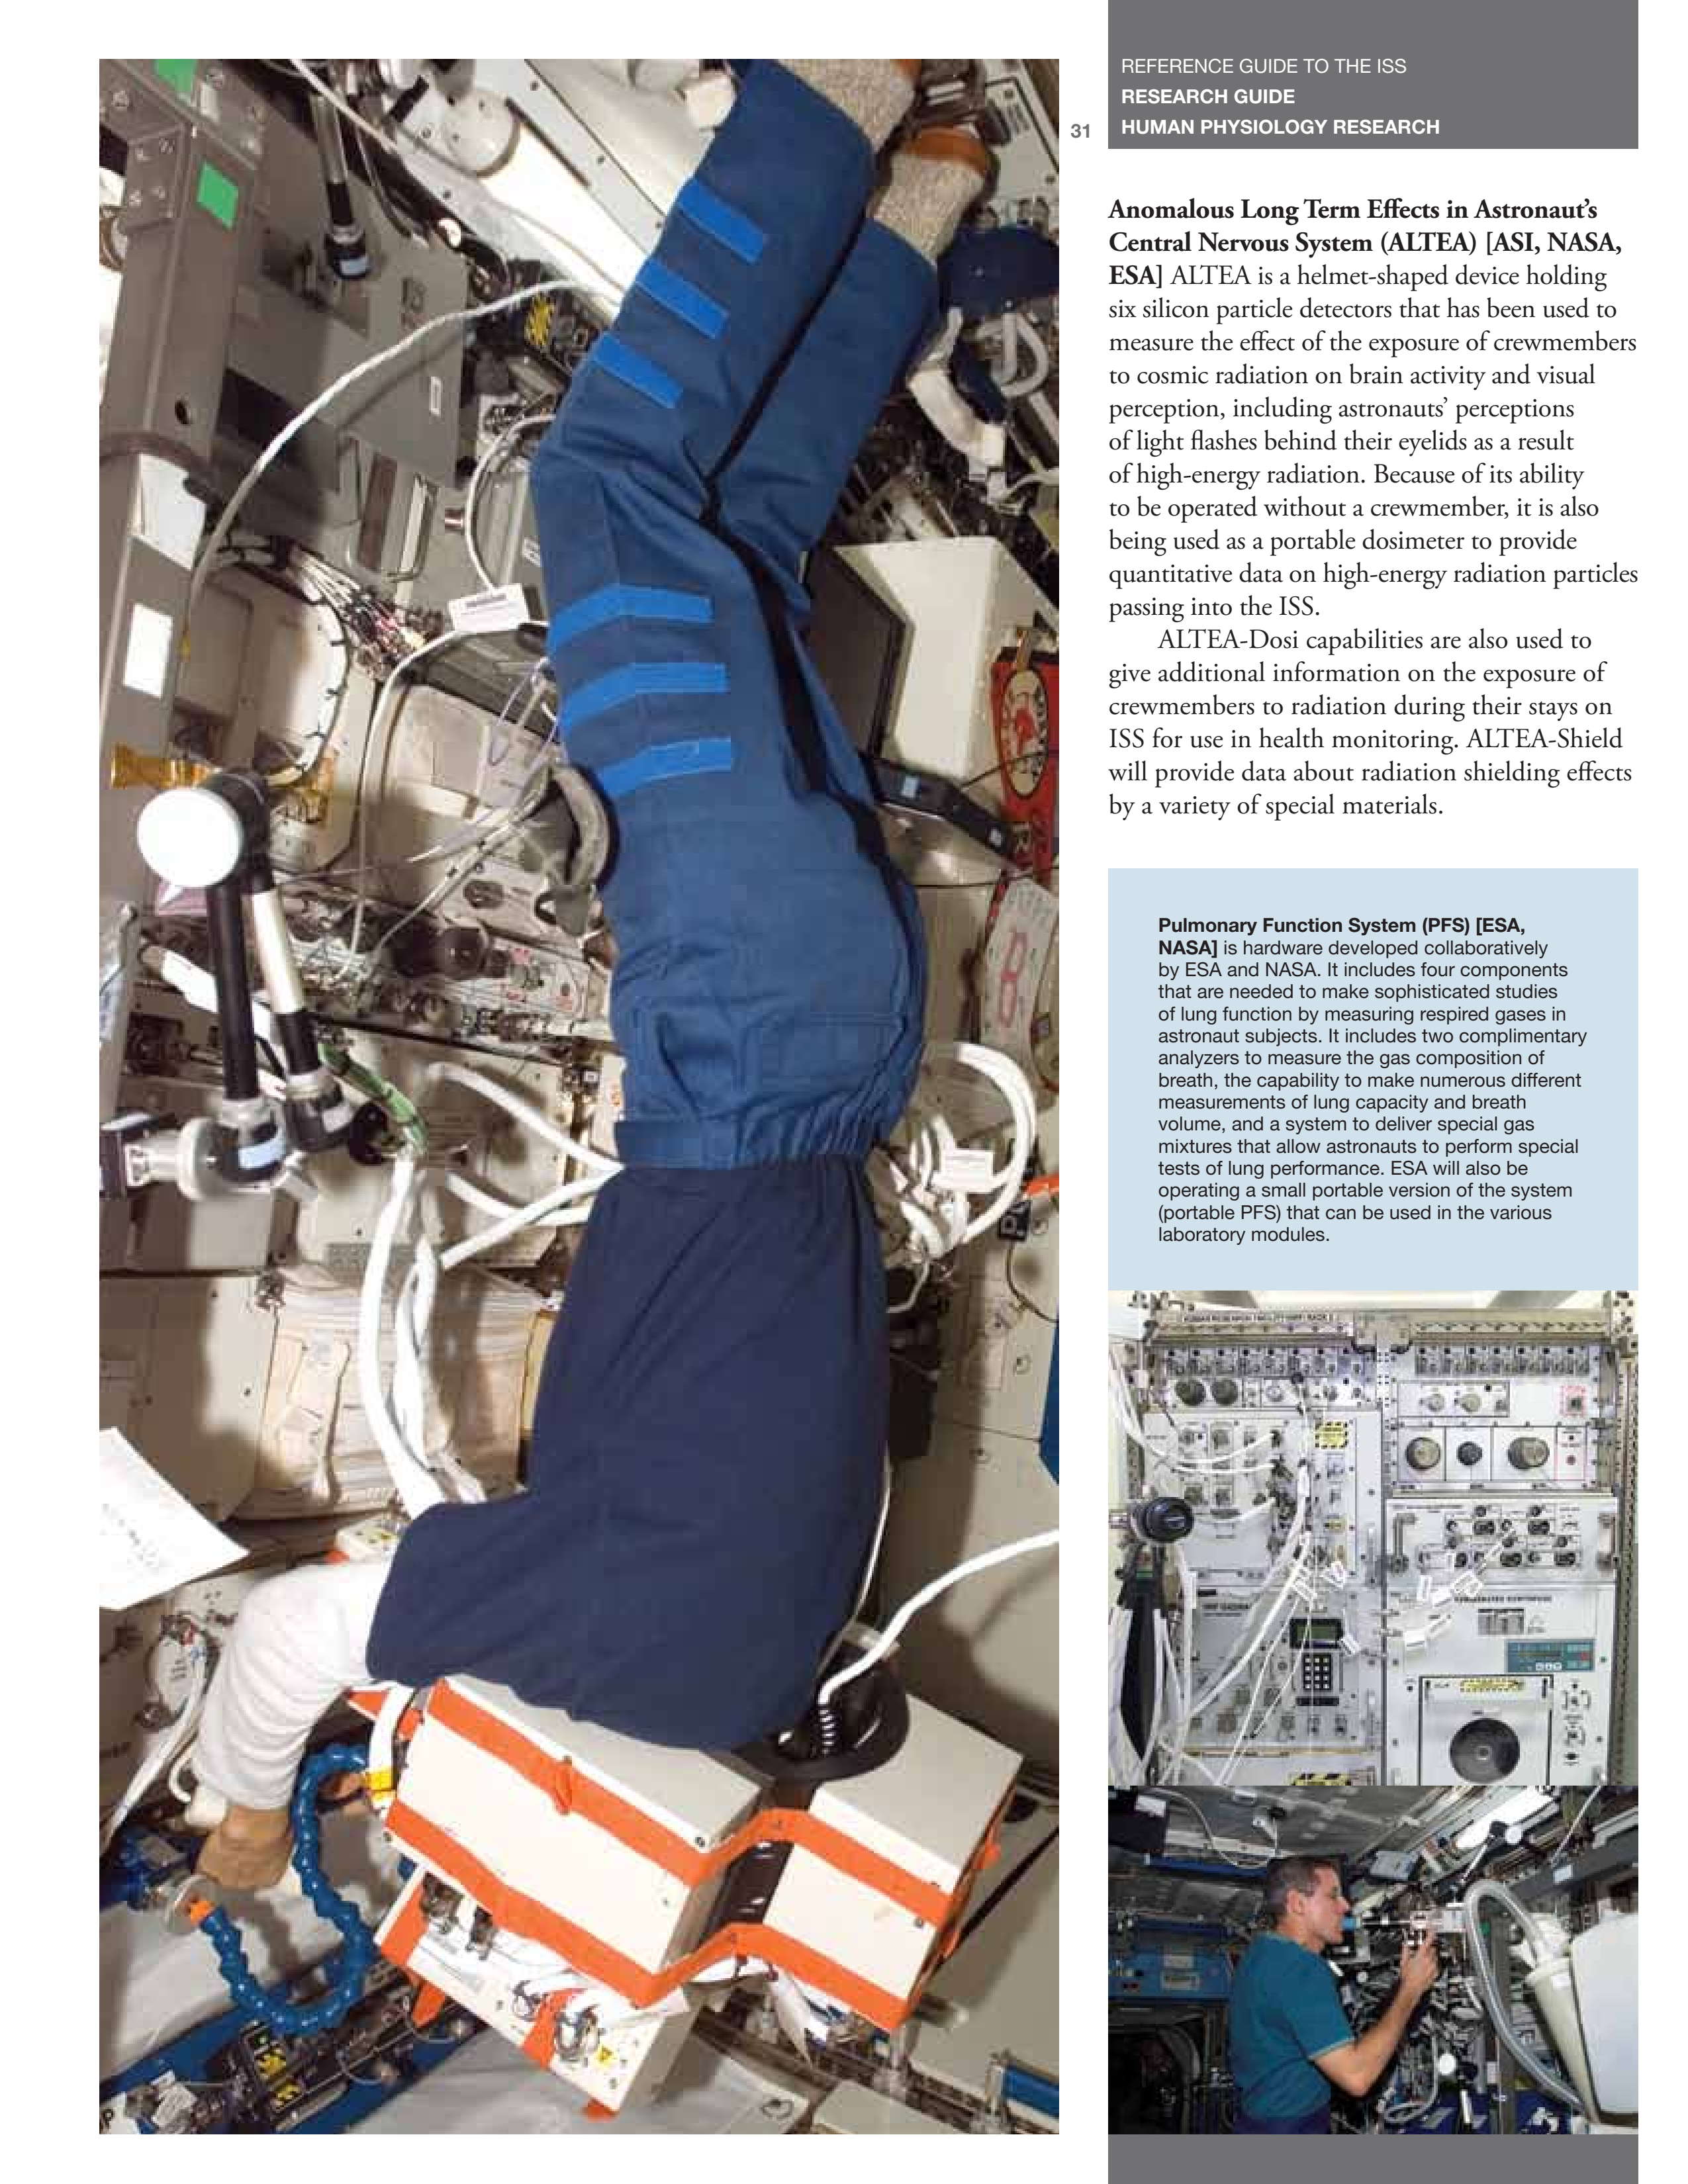 REFERENCE GUIDE TO THE ISS
RESEARCH GUIDE
31
HUMAN PHYSIOLOGY RESEARCH
Anomalous Long Term Effects in Astronaut’s
Central Nervous System (ALTEA) [ASI, NASA,
ESA] ALTEA is a helmet-shaped device holding
six silicon particle detectors that has been used to
measure the effect of the exposure of crewmembers
to cosmic radiation on brain activity and visual
perception, including astronauts’ perceptions
of light flashes behind their eyelids as a result
of high-energy radiation. Because of its ability
to be operated without a crewmember, it is also
being used as a portable dosimeter to provide
quantitative data on high-energy radiation particles
passing into the ISS.
ALTEA-Dosi capabilities are also used to
give additional information on the exposure of
crewmembers to radiation during their stays on
ISS for use in health monitoring. ALTEA-Shield
will provide data about radiation shielding effects
by a variety of special materials.
Pulmonary Function System (PFS) [ESA,
NASA] is hardware developed collaboratively
by ESA and NASA. It includes four components
that are needed to make sophisticated studies
of lung function by measuring respired gases in
astronaut subjects. It includes two complimentary
analyzers to measure the gas composition of
breath, the capability to make numerous different
measurements of lung capacity and breath
volume, and a system to deliver special gas
mixtures that allow astronauts to perform special
tests of lung performance. ESA will also be
operating a small portable version of the system
(portable PFS) that can be used in the various
laboratory modules.